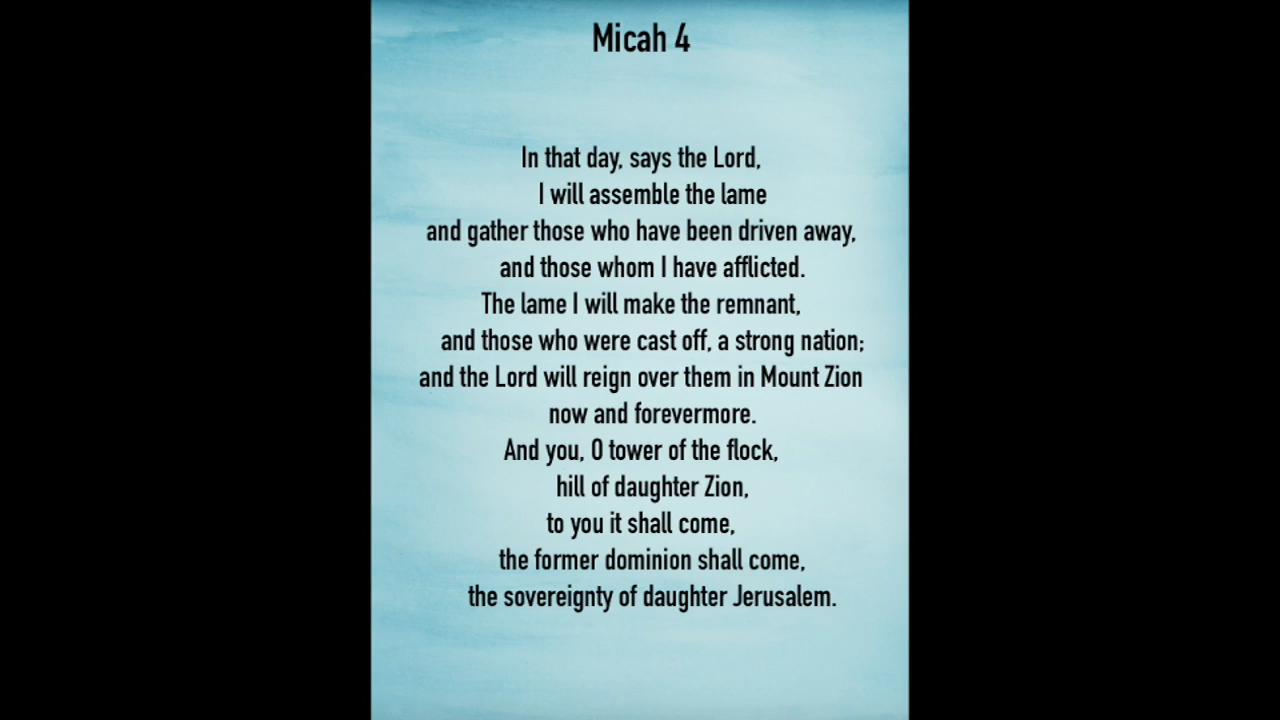 Micah 4
In that day, says the Lord,
I will assemble the lame
and gather those who have been driven away,
and those whom I have afflicted.
The lame I will make the remnant,
and those who were cast off, a strong nation;
and the Lord will reign over them in Mount Zion
now and forevermore.
And you, O tower of the flock,
hill of daughter Zion,
to you it shall come,
the former dominion shall come,
the sovereignty of daughter Jerusalem.